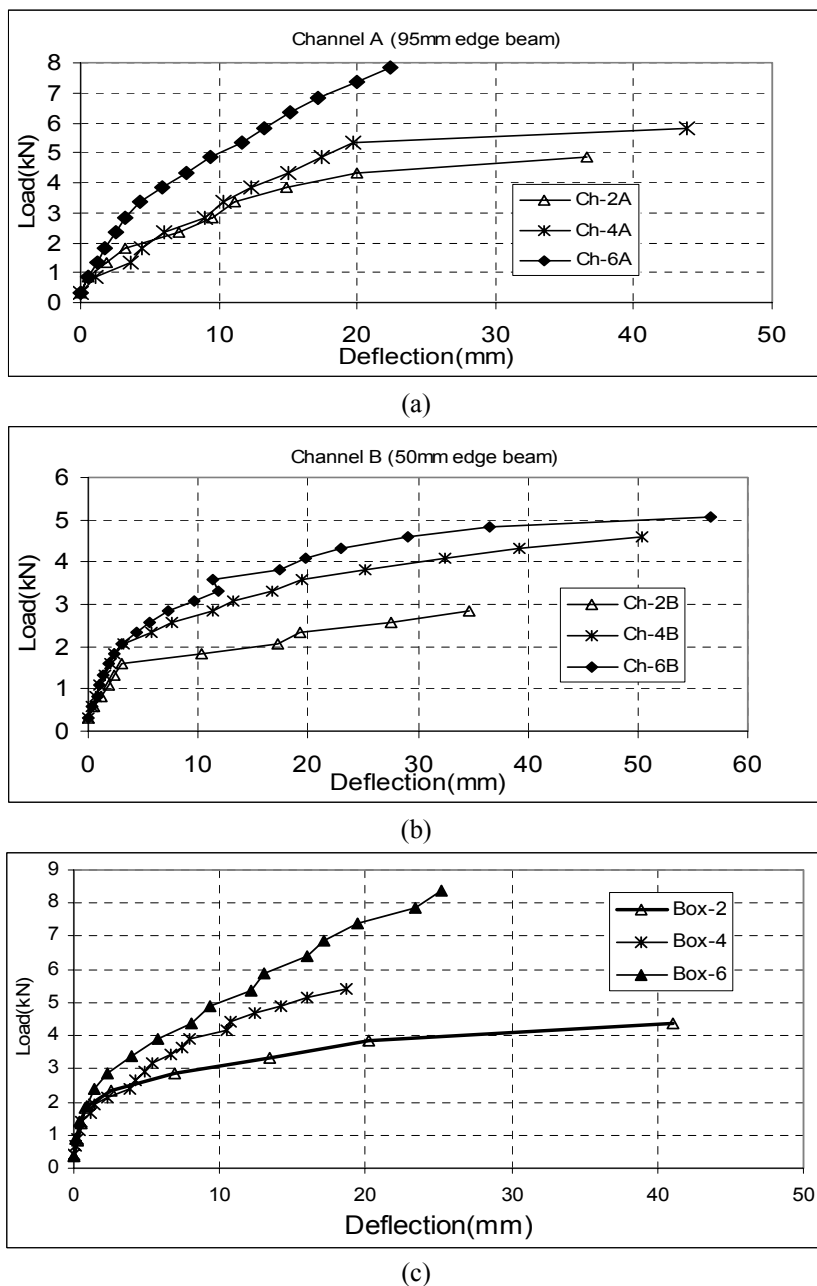 Channel A (95mm edge beam)
8
7
6
5
4
3
2
1
0
Load(kN)
Ch-2A
Ch-4A
Ch-6A
0 10 20 30 40 50
Deflection(mm)
(a)
Channel B (50mm edge beam)
6
5
4
3
2
1
0
Load(kN)
Ch-2B
Ch-4B
Ch-6B
0 10 20 30 40 50 60
Deflection(mm)
(b)
9
8
7
6
5
4
3
2
1
0
Load(kN)
Box-2
Box-4
Box-6
0 10 20 30 40 50
Deflection(mm)
(c)